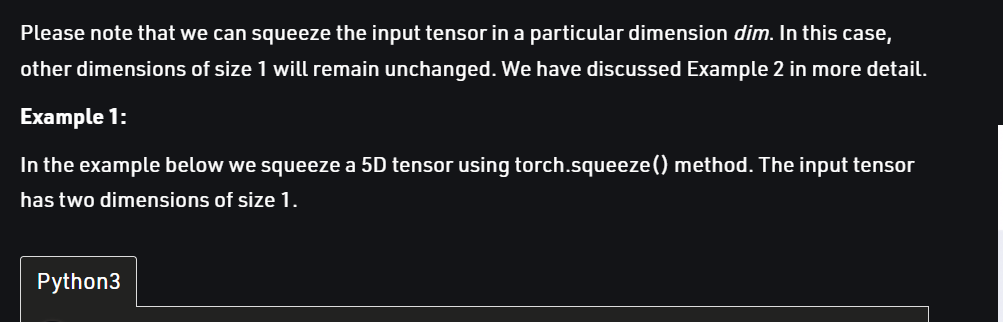 Please note that we can squeeze the input tensor in a particular dimension dim. In this case,
other dimensions of size 1 will remain unchanged. We have discussed Example 2 in more detail.
Example 1:
In the example below we squeeze a 5D tensor using torch.squeeze() method. The input tensor
has two dimensions of size 1.
Python3